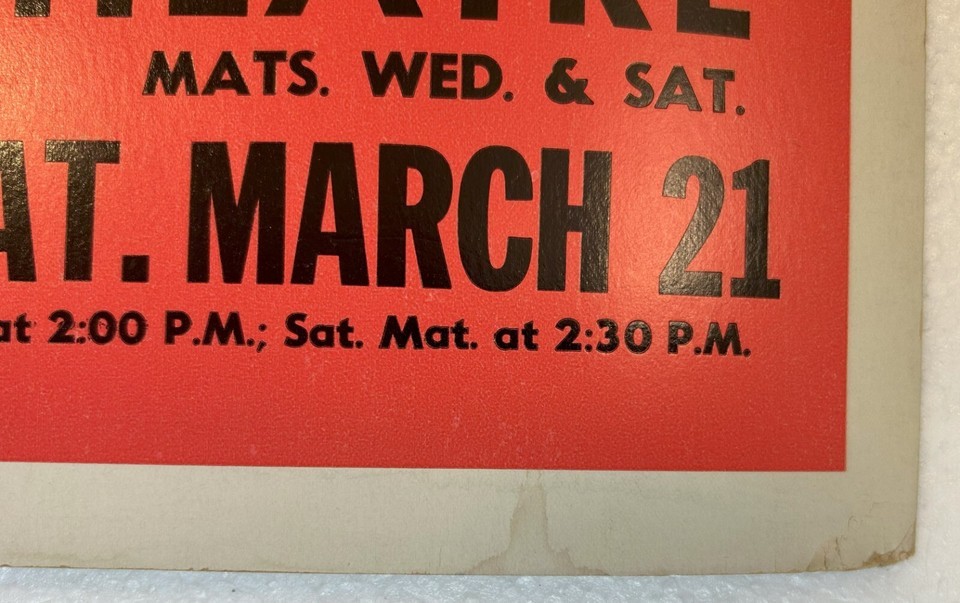 MATS. WED. & SAT.
AT. MARCH 21
at 2:00 P.M.; Sat. Mat. at 2:30 P.M.